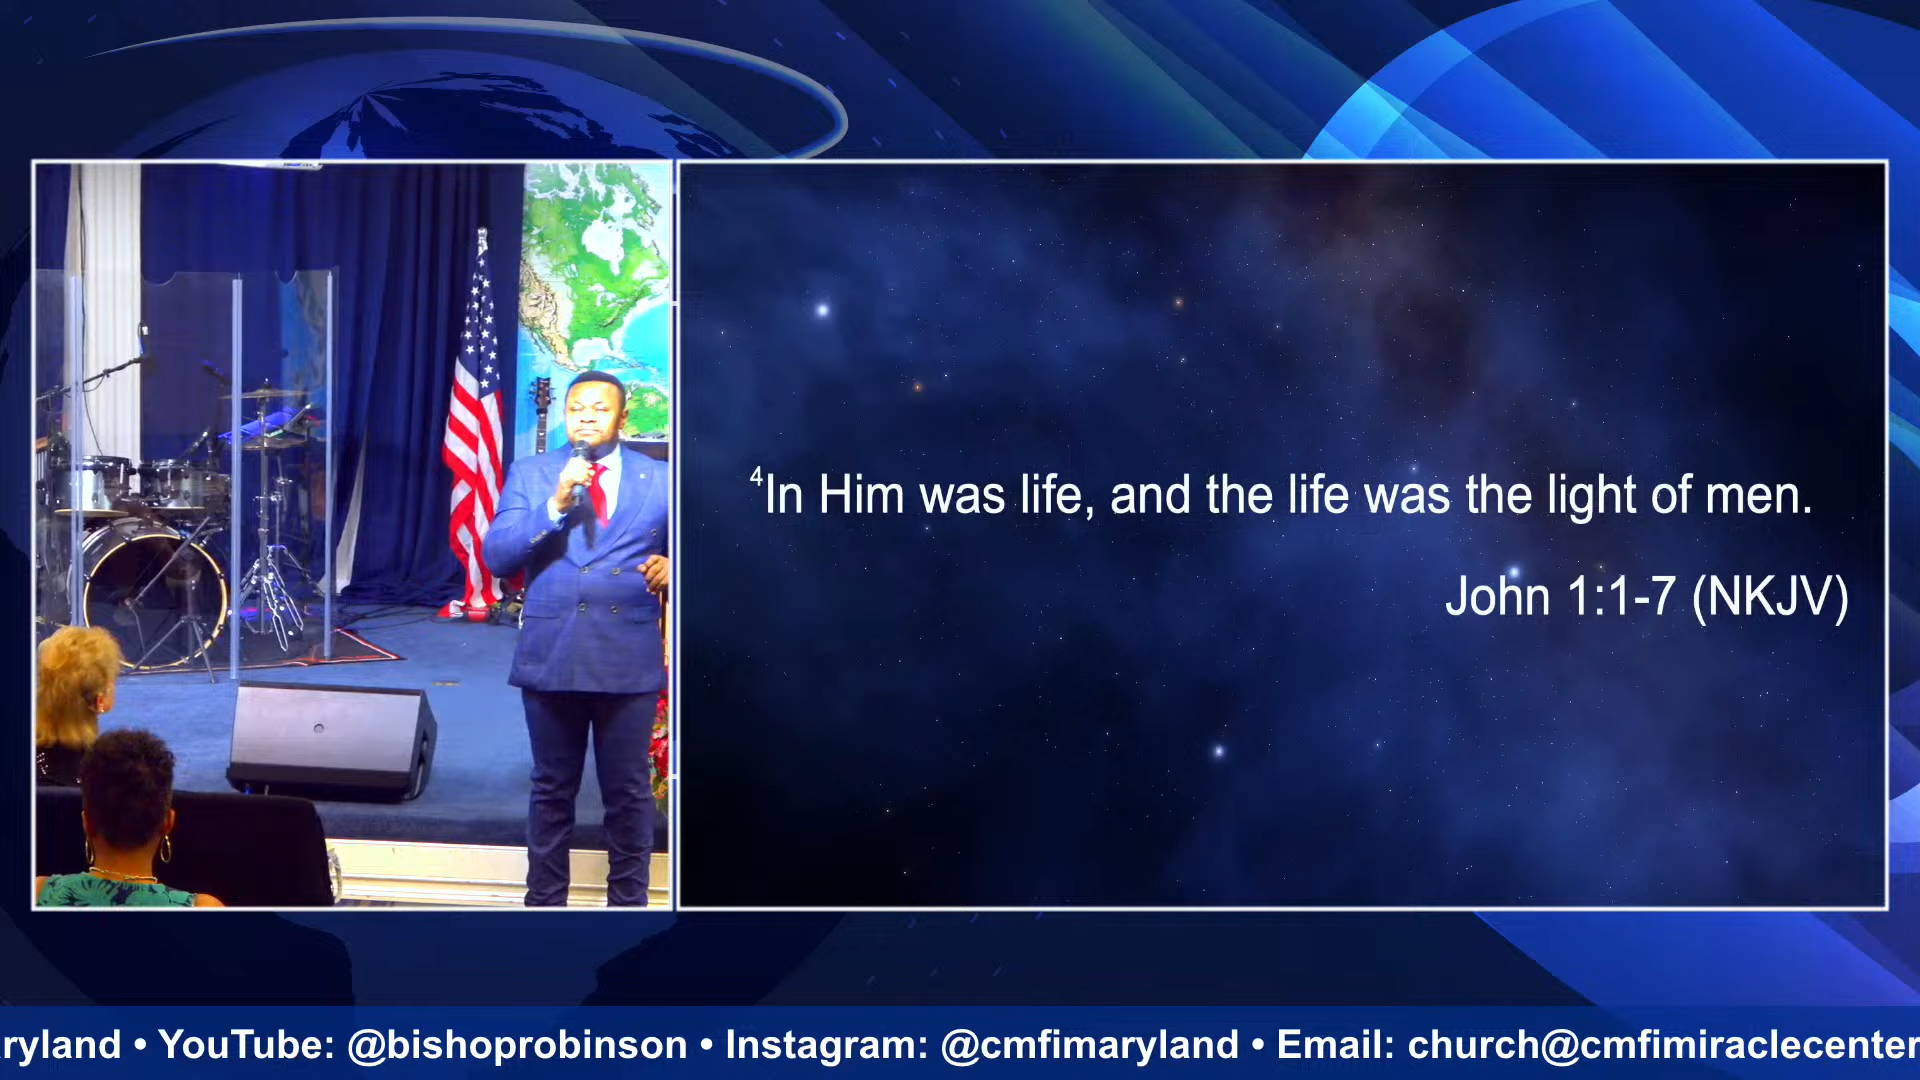 ⁴In Him was life, and the life was the light of men.
John 1:1-7 (NKJV)
ryland • YouTube: @bishoprobinson • Instagram: @cmfimaryland • Email: church@cmfimiraclecenter